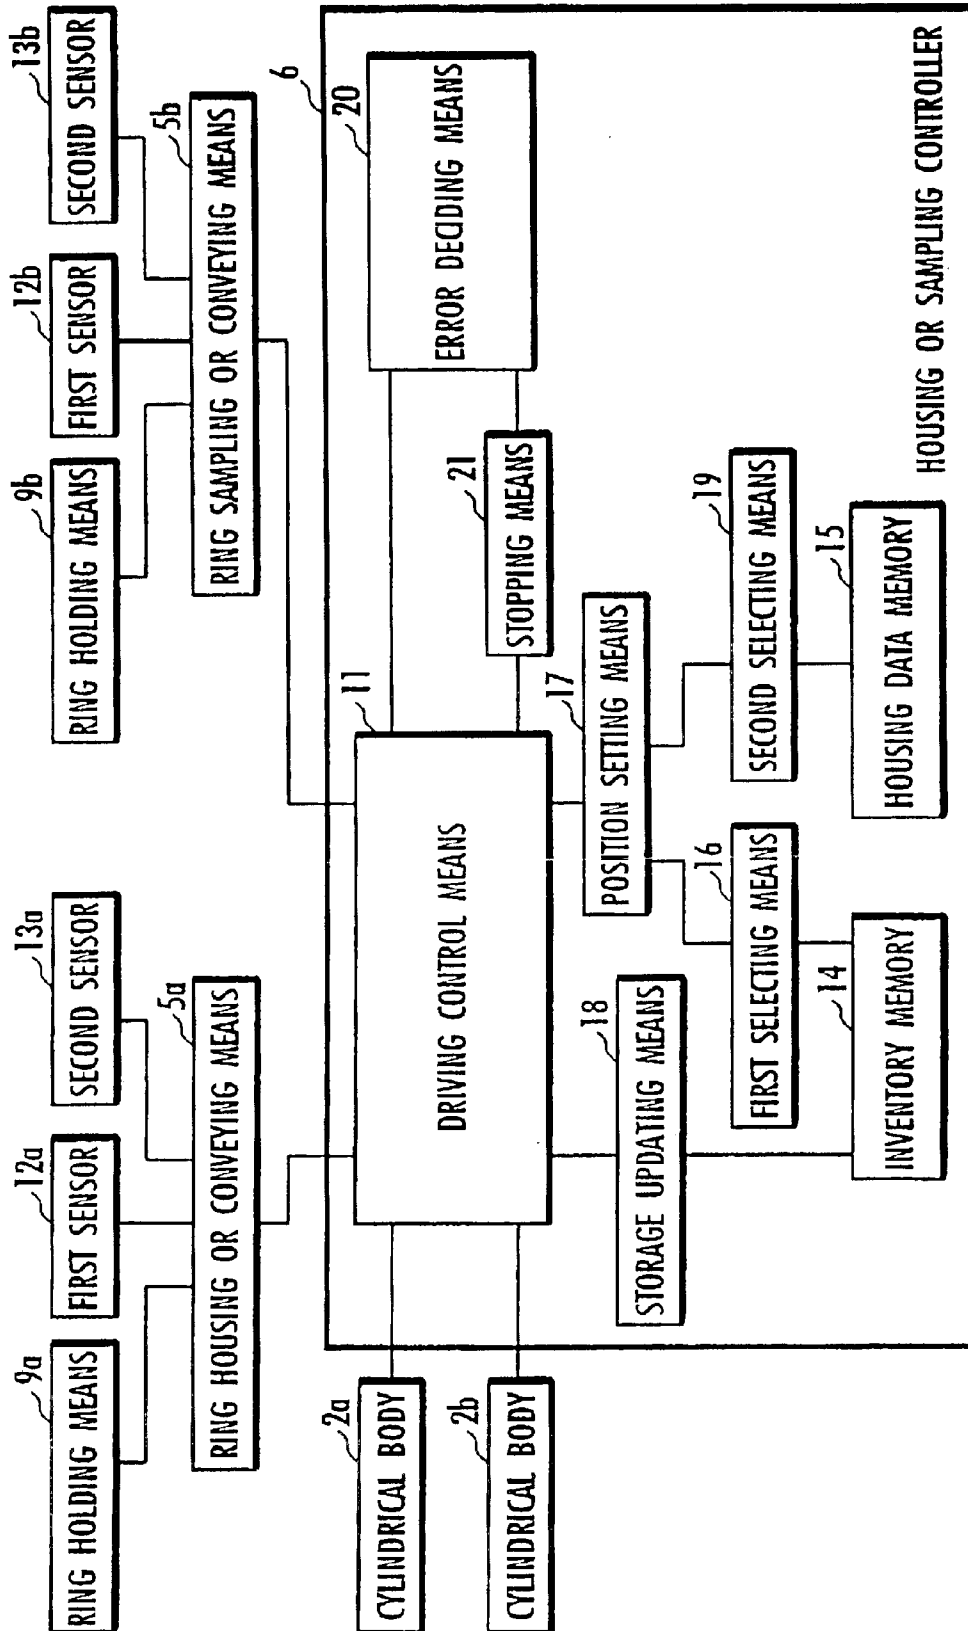 9a
RING HOLDING MEANS
12a
FIRST SENSOR
13a
SECOND SENSOR
9b
RING HOLDING MEANS
12b
FIRST SENSOR
13b
SECOND SENSOR
5a
RING HOUSING OR CONVEYING MEANS
5b
RING SAMPLING OR CONVEYING MEANS
6
2a
CYLINDRICAL BODY
2b
CYLINDRICAL BODY
11
DRIVING CONTROL MEANS
20
ERROR DECIDING MEANS
21
STOPPING MEANS
17
POSITION SETTING MEANS
18
STORAGE UPDATING MEANS
16
FIRST SELECTING MEANS
19
SECOND SELECTING MEANS
14
INVENTORY MEMORY
15
HOUSING DATA MEMORY
HOUSING OR SAMPLING CONTROLLER